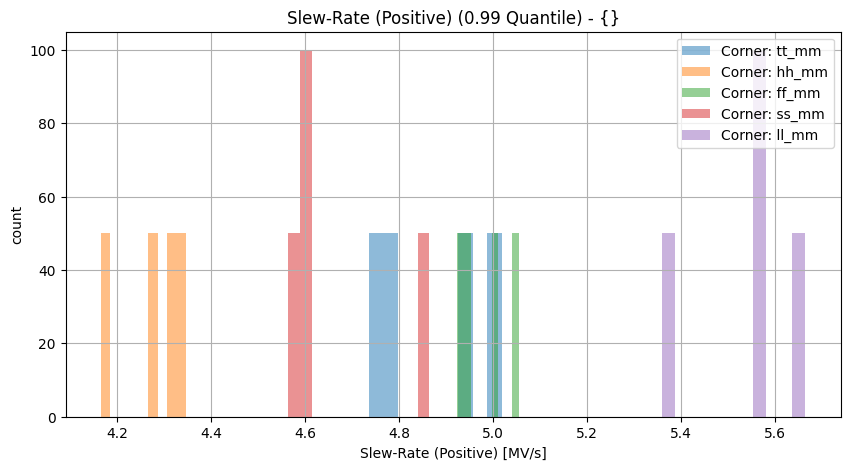 Slew-Rate (Positive) (0.99 Quantile) - {}
100
80
60
40
20
0
count
Corner: tt_mm
Corner: hh_mm
Corner: ff_mm
Corner: ss_mm
Corner: ll_mm
4.2 4.4 4.6 4.8 5.0 5.2 5.4 5.6
Slew-Rate (Positive) [MV/s]